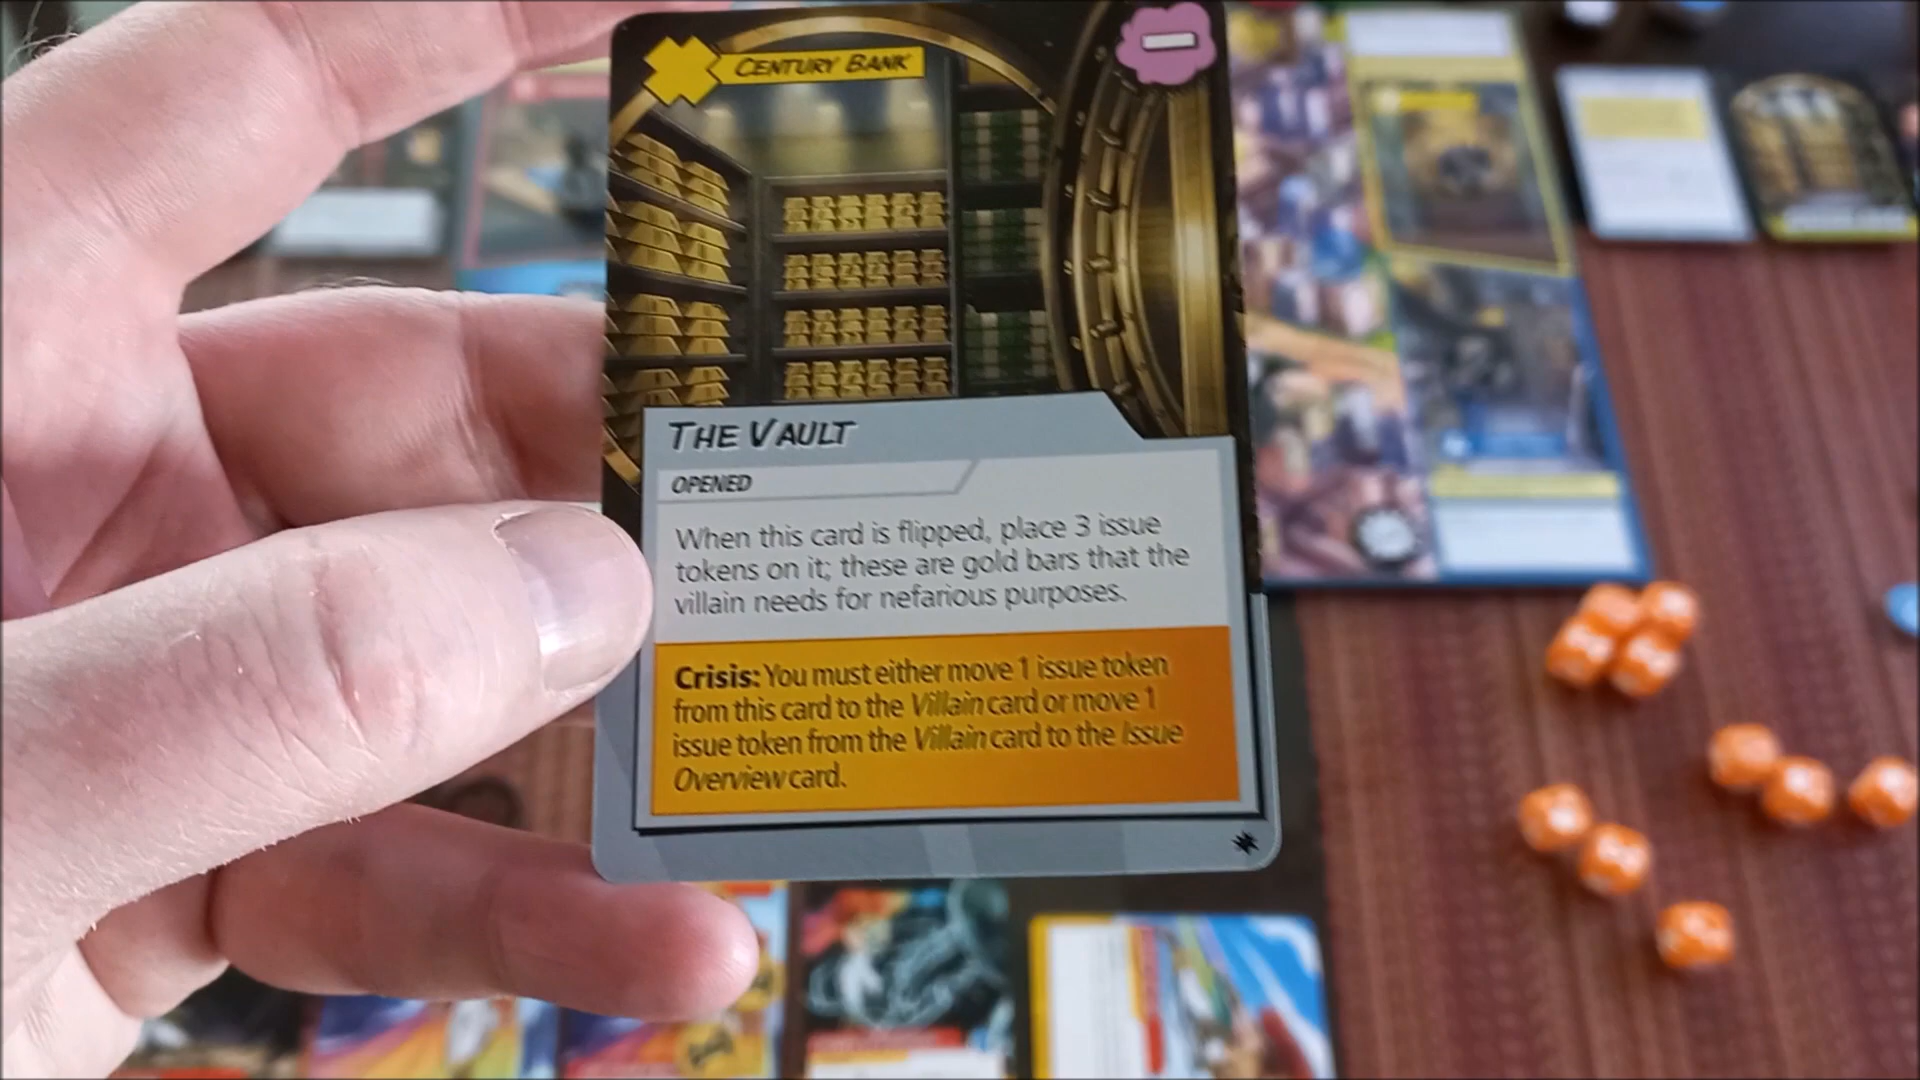 CENTURY BANK
THE VAULT
OPENED
When this card is flipped, place 3 issue
tokens on it; these are gold bars that the
villain needs for nefarious purposes.
Crisis: You must either move 1 issue token
from this card to the Villain card or move 1
issue token from the Villain card to the Issue
Overview card.